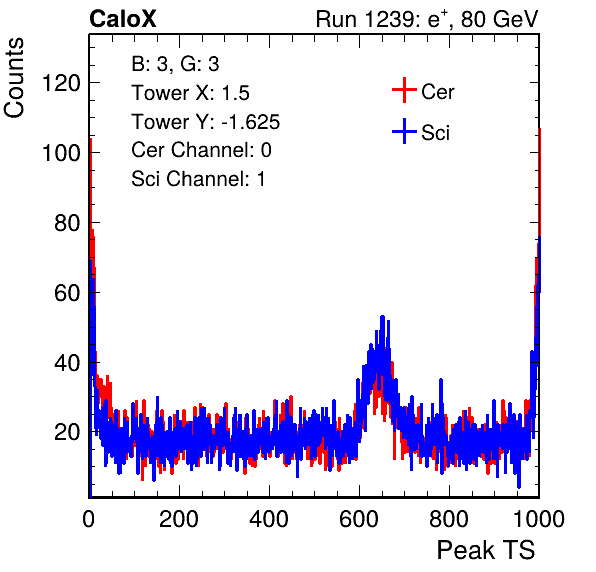 CaloX Run 1239: e⁺, 80 GeV
B: 3, G: 3
Tower X: 1.5
Tower Y: -1.625
Cer Channel: 0
Sci Channel: 1
Cer
Sci
Counts
120
100
80
60
40
20
0 200 400 600 800 1000
Peak TS